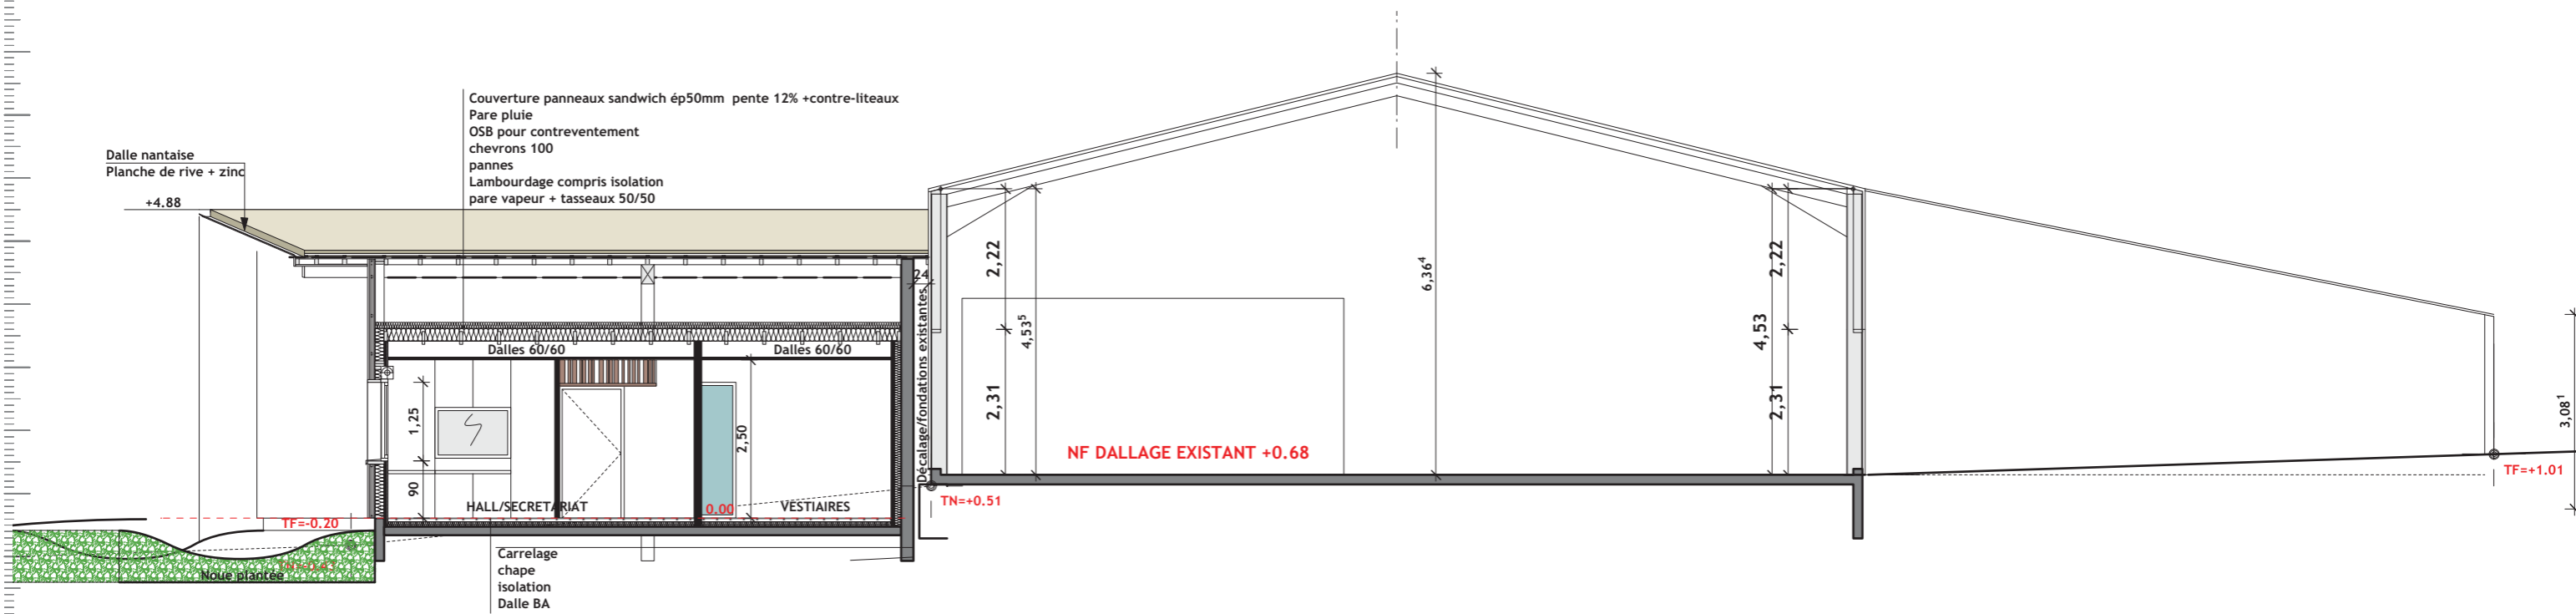 Couverture panneaux sandwich ép50mm pente 12% +contre-liteaux
Pare pluie
OSB pour contreventement
chevrons 100
pannes
Lambourdage compris isolation
pare vapeur + tasseaux 50/50
Dalle nantaise
Planche de rive + zinc
+4.88
24
Décalage/fondations existantes
Dalles 60/60
Dalles 60/60
1,25
90
2,50
HALL/SECRETARIAT
0,00
VESTIAIRES
TF=-0.20
Noue plantée
Carrelage
chape
isolation
Dalle BA
2,22
4,53⁵
2,31
6,36⁴
2,22
4,53
2,31
NF DALLAGE EXISTANT +0.68
TN=+0.51
3,08¹
TF=+1.01